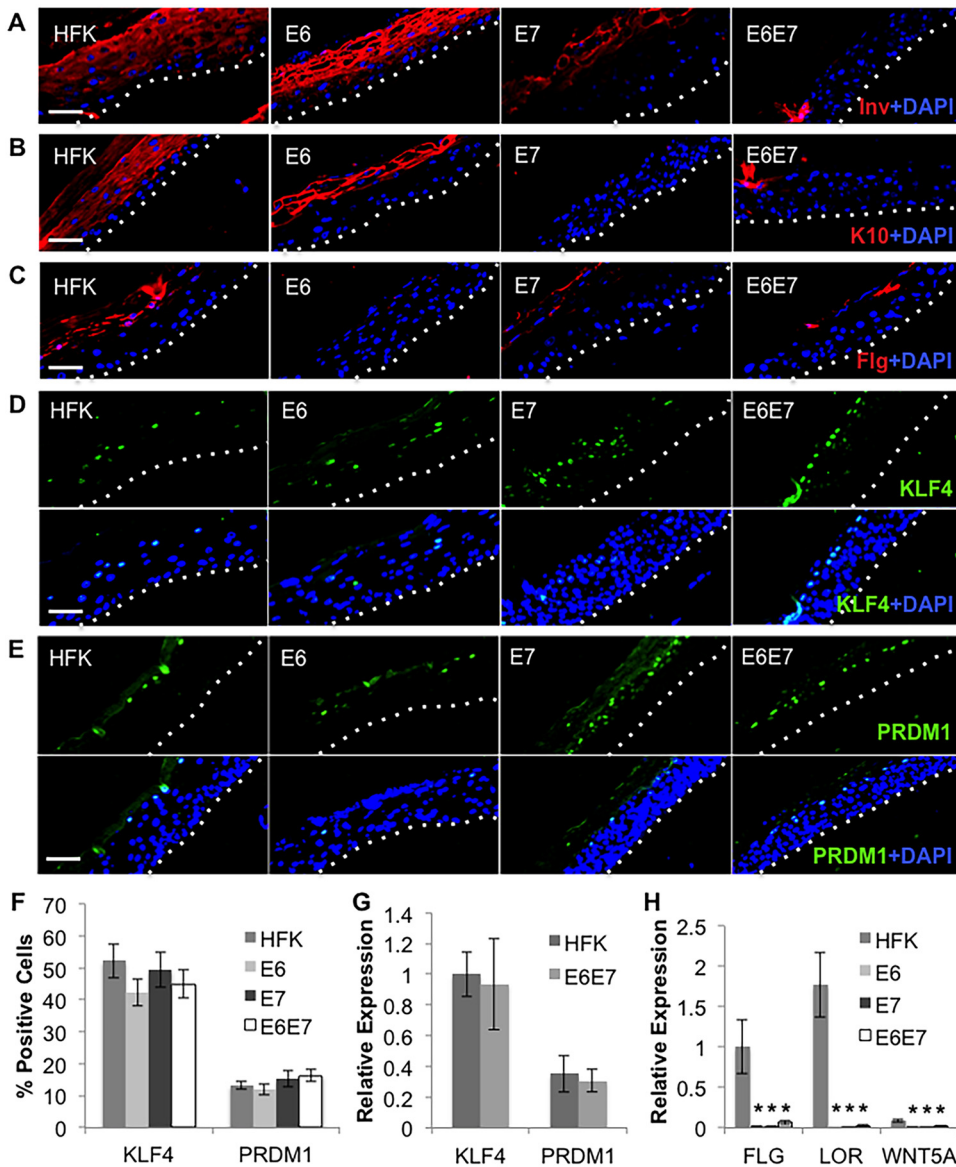 A HFK E6 E7 E6E7
Inv+DAPI
B HFK E6 E7 E6E7
K10+DAPI
C HFK E6 E7 E6E7
Flg+DAPI
D HFK E6 E7 E6E7
KLF4
KLF4+DAPI
E HFK E6 E7 E6E7
PRDM1
PRDM1+DAPI
F
% Positive Cells
70
60
50
40
30
20
10
0
HFK
E6
E7
E6E7
KLF4 PRDM1
G
Relative Expression
1.4
1.2
1
0.8
0.6
0.4
0.2
0
HFK
E6E7
KLF4 PRDM1
H
Relative Expression
2.5
2
1.5
1
0.5
0
HFK
E6
E7
E6E7
*** *** ***
FLG LOR WNT5A